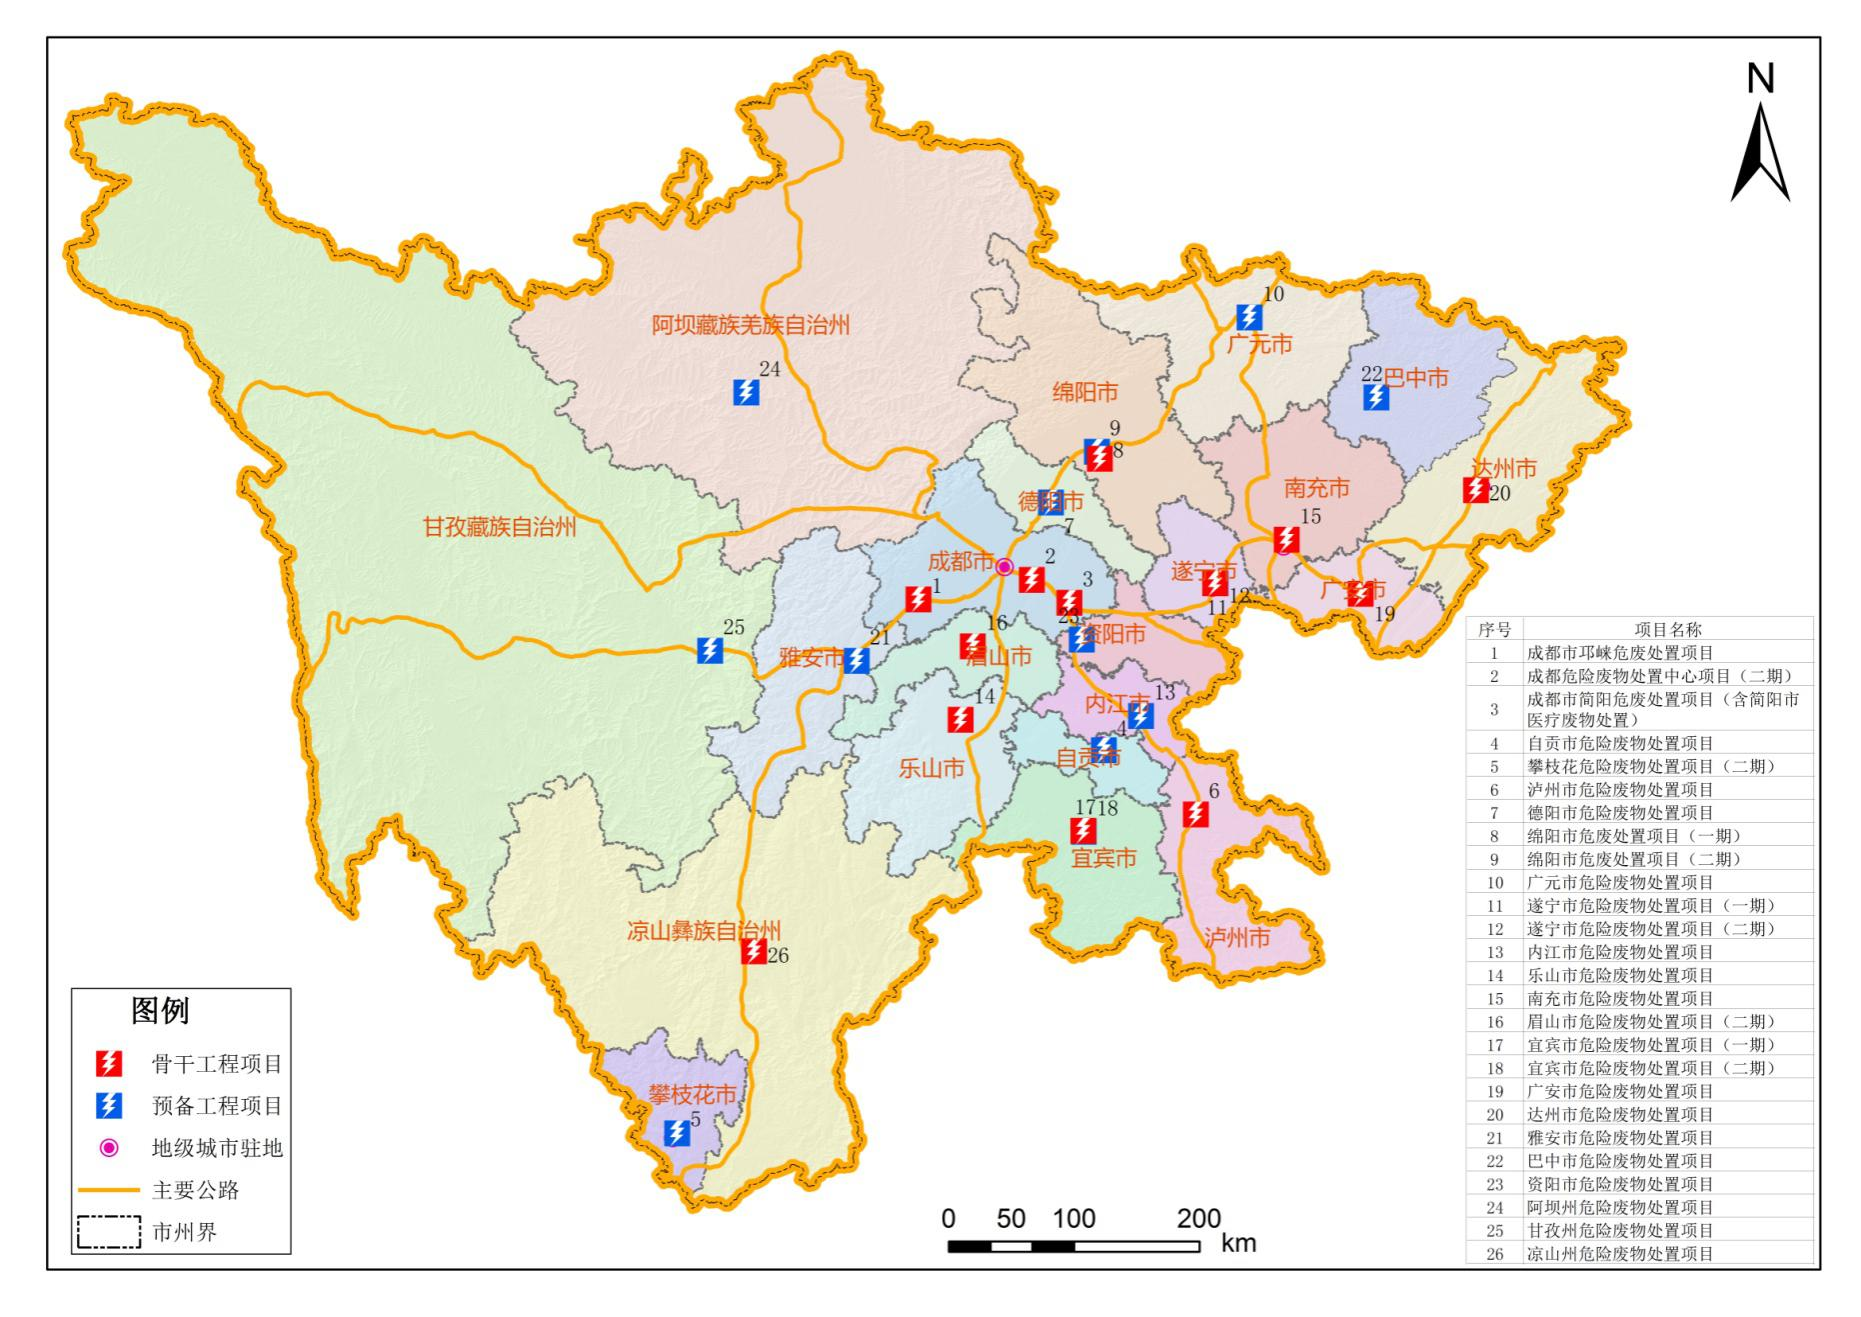 N
10
阿坝藏族羌族自治州
广元市
24
22
巴中市
绵阳市
9
8
达州市
20
南充市
德阳市
15
7
甘孜藏族自治州
成都市
2
3
遂宁市
广安市
1
12
11
19
16
23
资阳市
25
21
雅安市
眉山市
14
内江市
13
4
自贡市
乐山市
6
17
18
宜宾市
凉山彝族自治州
26
泸州市
攀枝花市
5
图例
骨干工程项目
预备工程项目
地级城市驻地
主要公路
市州界
0 50 100 200
km
序号 项目名称
1 成都市邛崃危废处置项目
2 成都危险废物处置中心项目（二期）
3 成都市简阳危废处置项目（含简阳市
医疗废物处置）
4 自贡市危险废物处置项目
5 攀枝花危险废物处置项目（二期）
6 泸州市危险废物处置项目
7 德阳市危险废物处置项目
8 绵阳市危废处置项目（一期）
9 绵阳市危废处置项目（二期）
10 广元市危险废物处置项目
11 遂宁市危险废物处置项目（一期）
12 遂宁市危险废物处置项目（二期）
13 内江市危险废物处置项目
14 乐山市危险废物处置项目
15 南充市危险废物处置项目
16 眉山市危险废物处置项目（二期）
17 宜宾市危险废物处置项目（一期）
18 宜宾市危险废物处置项目（二期）
19 广安市危险废物处置项目
20 达州市危险废物处置项目
21 雅安市危险废物处置项目
22 巴中市危险废物处置项目
23 资阳市危险废物处置项目
24 阿坝州危险废物处置项目
25 甘孜州危险废物处置项目
26 凉山州危险废物处置项目